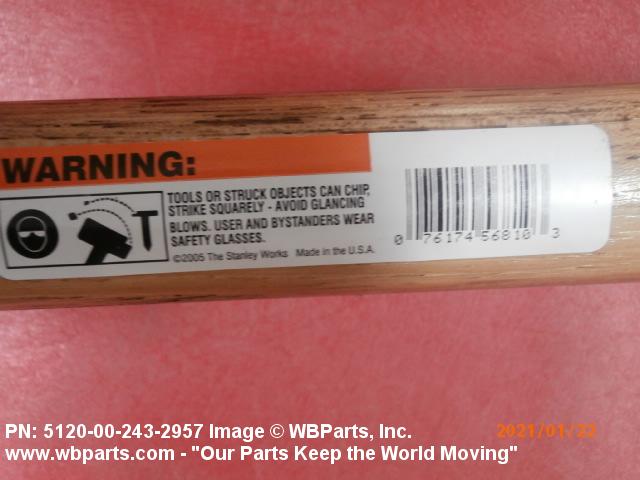 WARNING:
TOOLS OR STRUCK OBJECTS CAN CHIP,
STRIKE SQUARELY - AVOID GLANCING
BLOWS. USER AND BYSTANDERS WEAR
SAFETY GLASSES.
©2005 The Stanley Works Made in the U.S.A.
0 76174 56810 3
PN: 5120-00-243-2957 Image © WBParts, Inc.
2021/01/22
www.wbparts.com - "Our Parts Keep the World Moving"